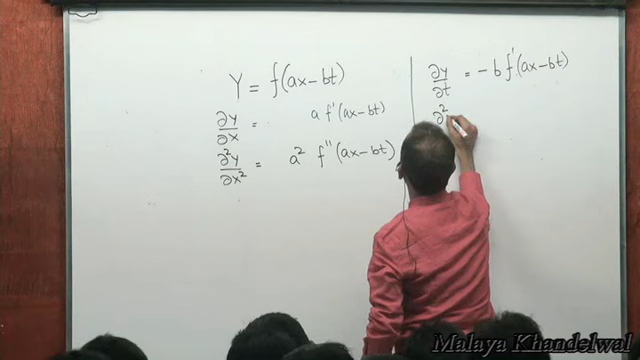 Y = f(ax-bt)
∂y/∂x = a f'(ax-bt)
∂²y/∂x² = a² f''(ax-bt)
∂y/∂t = -b f'(ax-bt)
∂²
Malaya Khandelwal